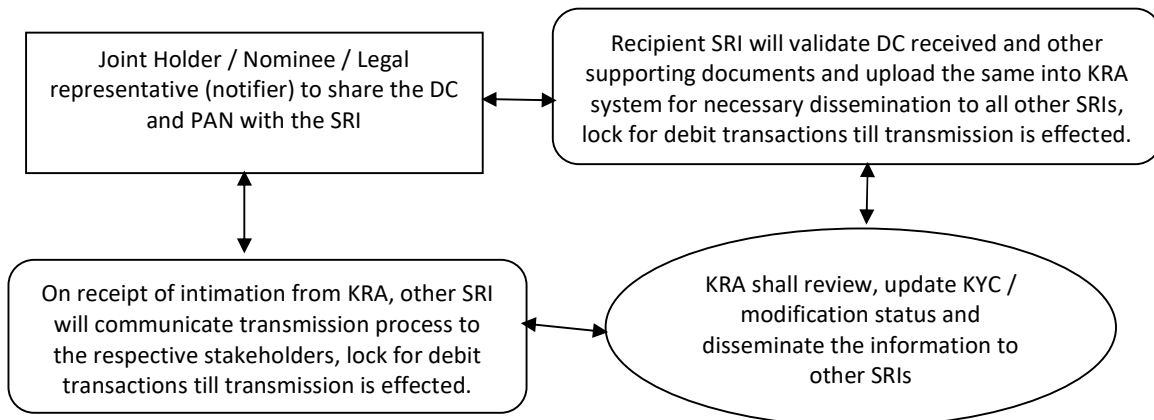 Joint Holder / Nominee / Legal
representative (notifier) to share the DC
and PAN with the SRI
Recipient SRI will validate DC received and other
supporting documents and upload the same into KRA
system for necessary dissemination to all other SRIs,
lock for debit transactions till transmission is effected.
On receipt of intimation from KRA, other SRI
will communicate transmission process to
the respective stakeholders, lock for debit
transactions till transmission is effected.
KRA shall review, update KYC /
modification status and
disseminate the information to
other SRIs